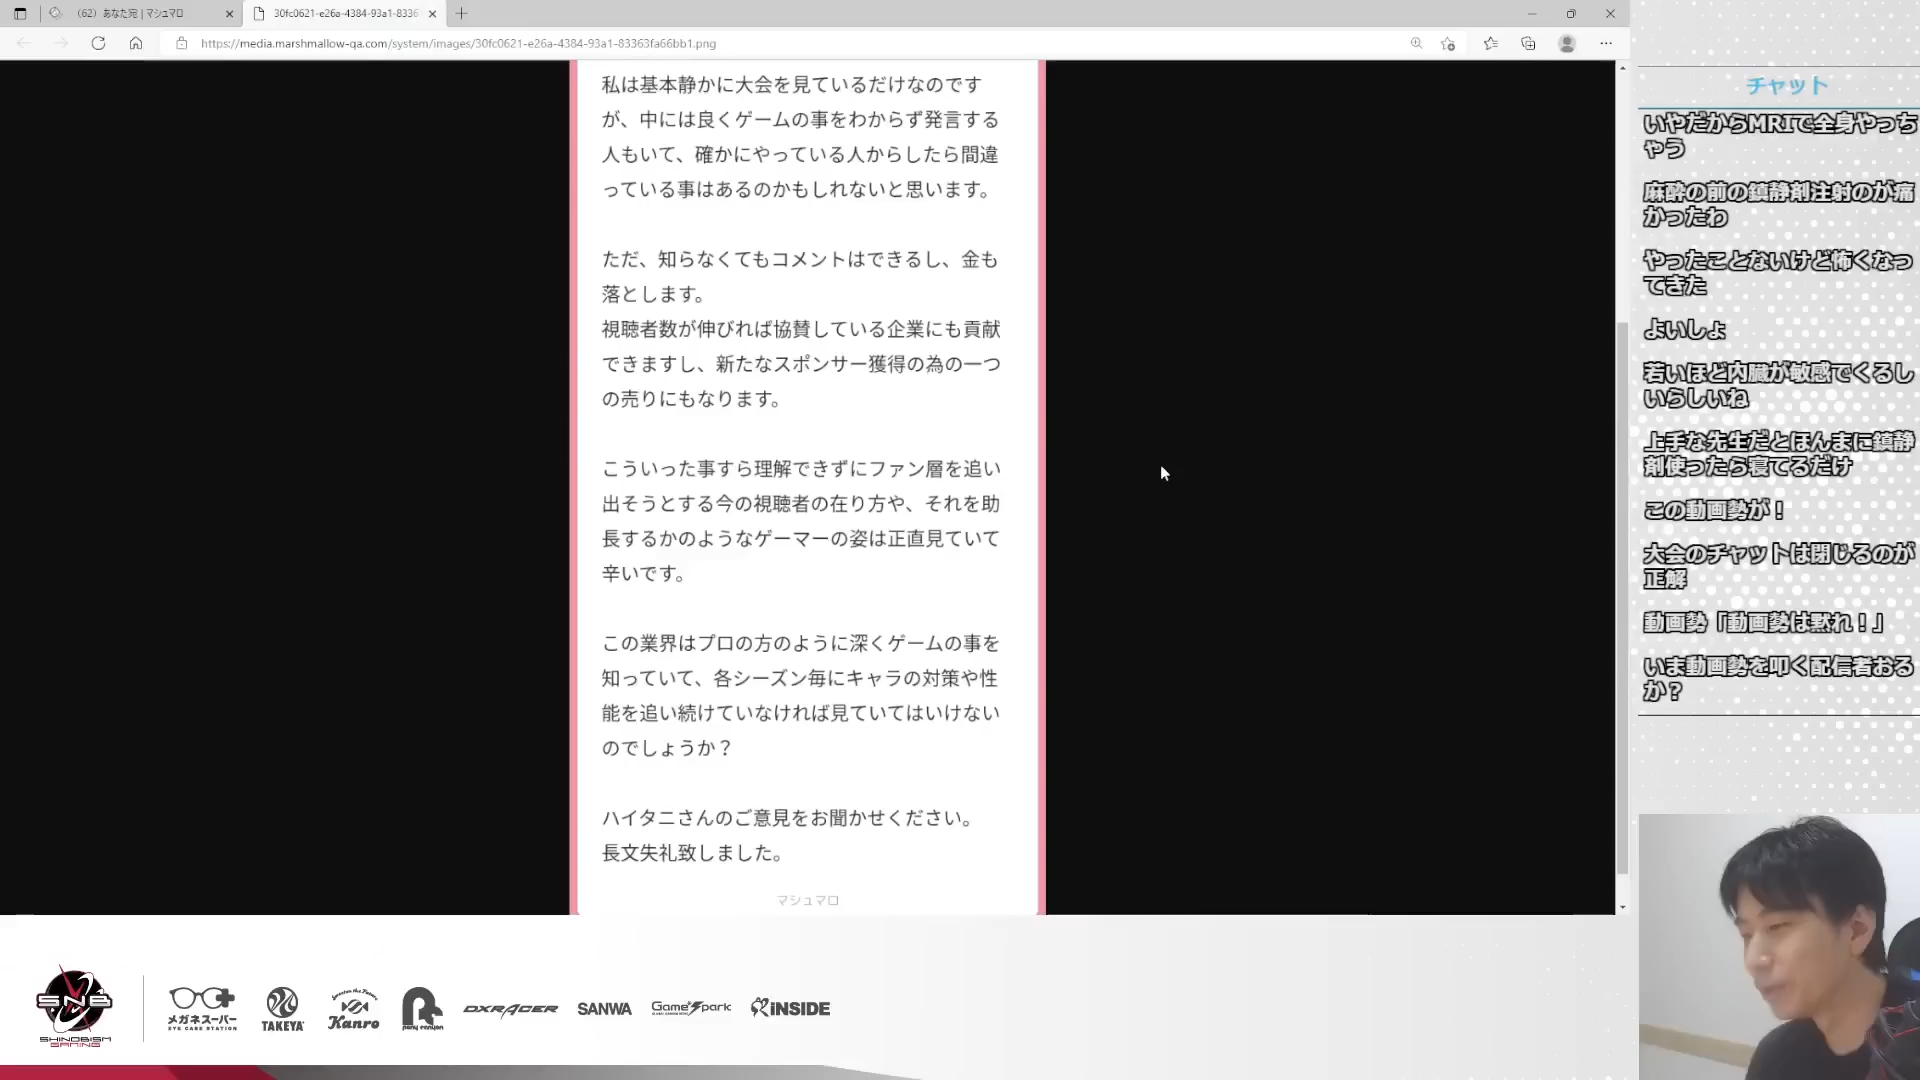 (62) あなた宛 | マシュマロ
30fc0621-e26a-4384-93a1-8336
https://media.marshmallow-qa.com/system/images/30fc0621-e26a-4384-93a1-83363fa66bb1.png
私は基本静かに大会を見ているだけなのです
が、中には良くゲームの事をわからず発言する
人もいて、確かにやっている人からしたら間違
っている事はあるのかもしれないと思います。
ただ、知らなくてもコメントはできるし、金も
落とします。
視聴者数が伸びれば協賛している企業にも貢献
できますし、新たなスポンサー獲得の為の一つ
の売りにもなります。
こういった事すら理解できずにファン層を追い
出そうとする今の視聴者の在り方や、それを助
長するかのようなゲーマーの姿は正直見ていて
辛いです。
この業界はプロの方のように深くゲームの事を
知っていて、各シーズン毎にキャラの対策や性
能を追い続けていなければ見ていてはいけない
のでしょうか？
ハイタニさんのご意見をお聞かせください。
長文失礼致しました。
マシュマロ
チャット
いやだからMRIで全身やっち
ゃう
麻酔の前の鎮静剤注射のが痛
かったわ
やったことないけど怖くなっ
てきた
よいしょ
若いほど内臓が敏感でくるし
いらしいね
上手な先生だとほんまに鎮静
剤使ったら寝てるだけ
この動画勢が！
大会のチャットは閉じるのが
正解
動画勢「動画勢は黙れ！」
いま動画勢を叩く配信者おる
か？
SNB
SHINOBISM
GAMING
メガネスーパー
EYE CARE STATION
TAKEYA
Sweeten the Future
Kanro
pony canyon
DXRACER
SANWA
Game*Spark
iNSIDE